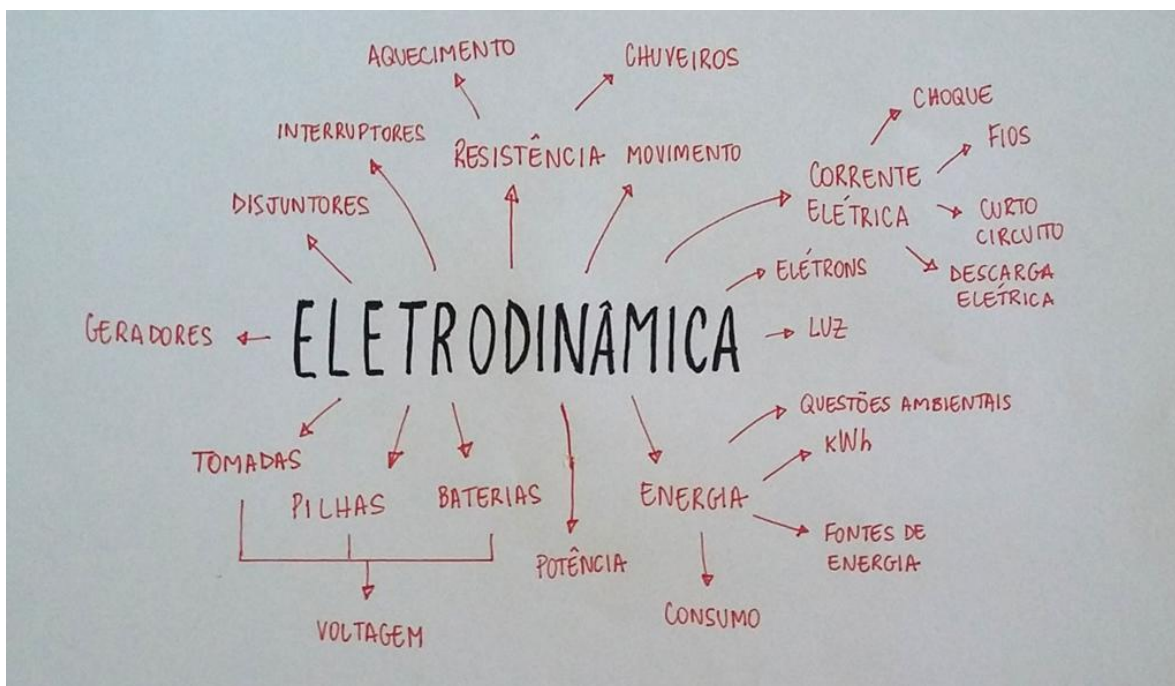 AQUECIMENTO
CHUVEIROS
CHOQUE
FIOS
INTERRUPTORES
RESISTÊNCIA
MOVIMENTO
CORRENTE
ELÉTRICA
CURTO
CIRCUITO
DISJUNTORES
ELÉTRONS
DESCARGA
ELÉTRICA
GERADORES
ELETRODINÂMICA
LUZ
QUESTÕES AMBIENTAIS
KWh
TOMADAS
PILHAS
BATERIAS
ENERGIA
FONTES DE
ENERGIA
POTÊNCIA
VOLTAGEM
CONSUMO